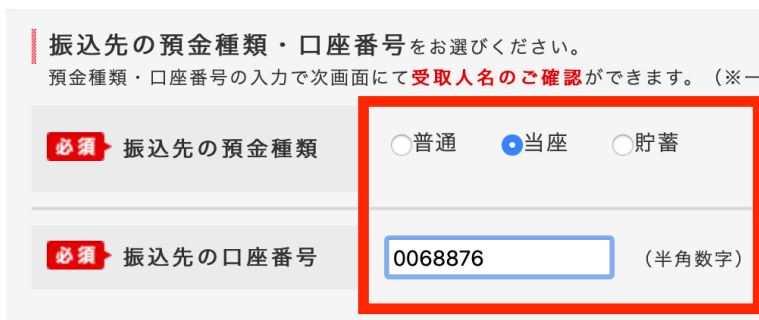 振込先の預金種類・口座番号をお選びください。
預金種類・口座番号の入力で次画面にて受取人名のご確認ができます。（※一
必須 振込先の預金種類 普通 当座 貯蓄
必須 振込先の口座番号 0068876 （半角数字）